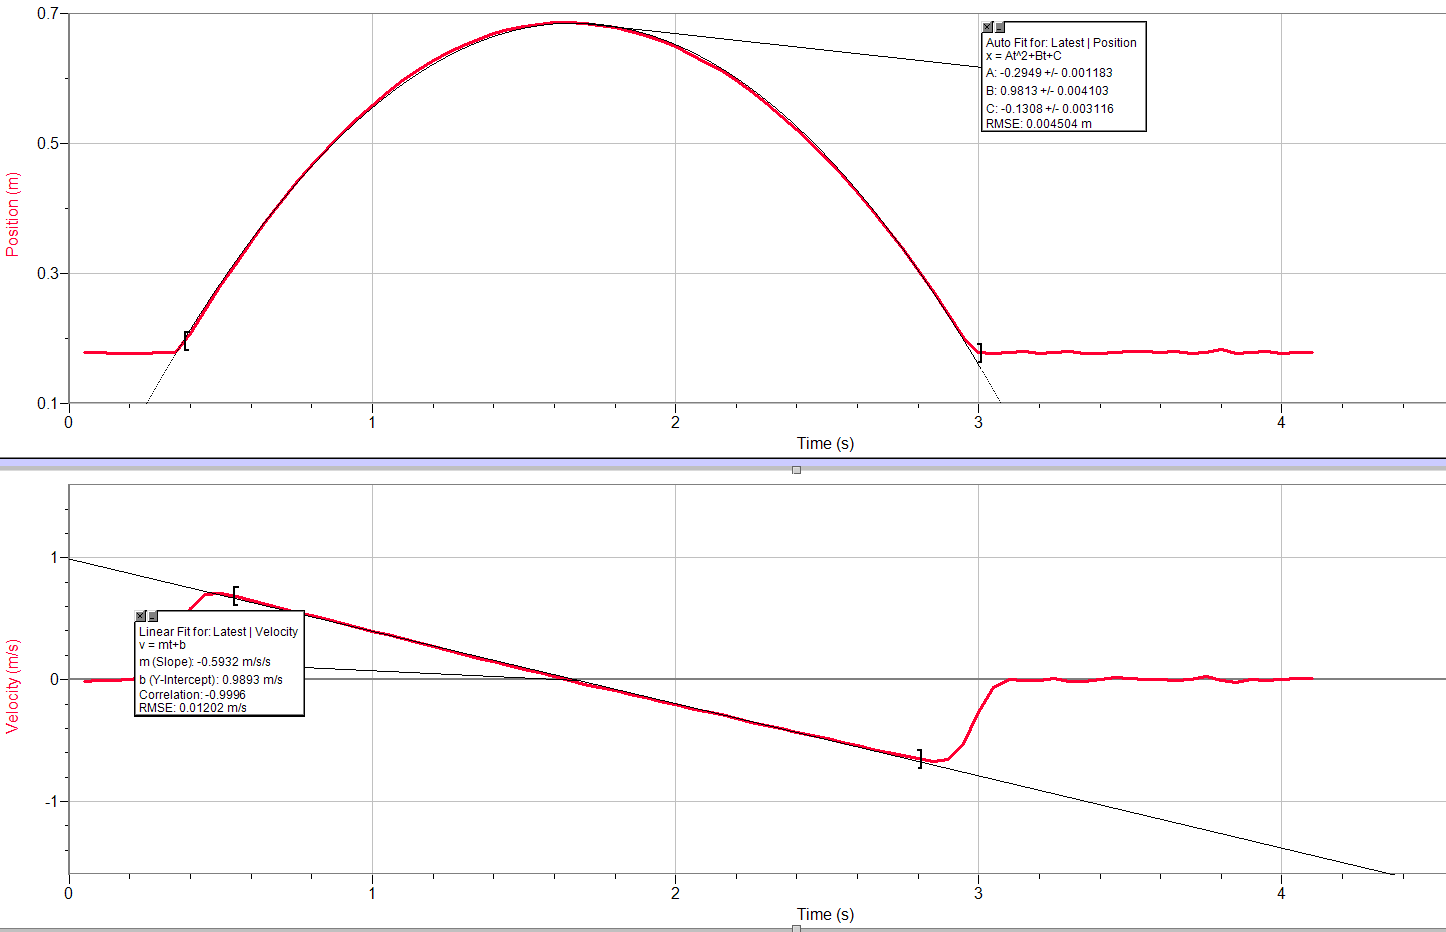 0.7
Auto Fit for: Latest | Position
x = At^2+Bt+C
A: -0.2949 +/- 0.001183
B: 0.9813 +/- 0.004103
C: -0.1308 +/- 0.003116
RMSE: 0.004504 m
0.5
Position (m)
0.3
0.1
0 1 2 3 4
Time (s)
1
Linear Fit for: Latest | Velocity
v = mt+b
m (Slope): -0.5932 m/s/s
b (Y-Intercept): 0.9893 m/s
Correlation: -0.9996
RMSE: 0.01202 m/s
0
Velocity (m/s)
-1
0 1 2 3 4
Time (s)